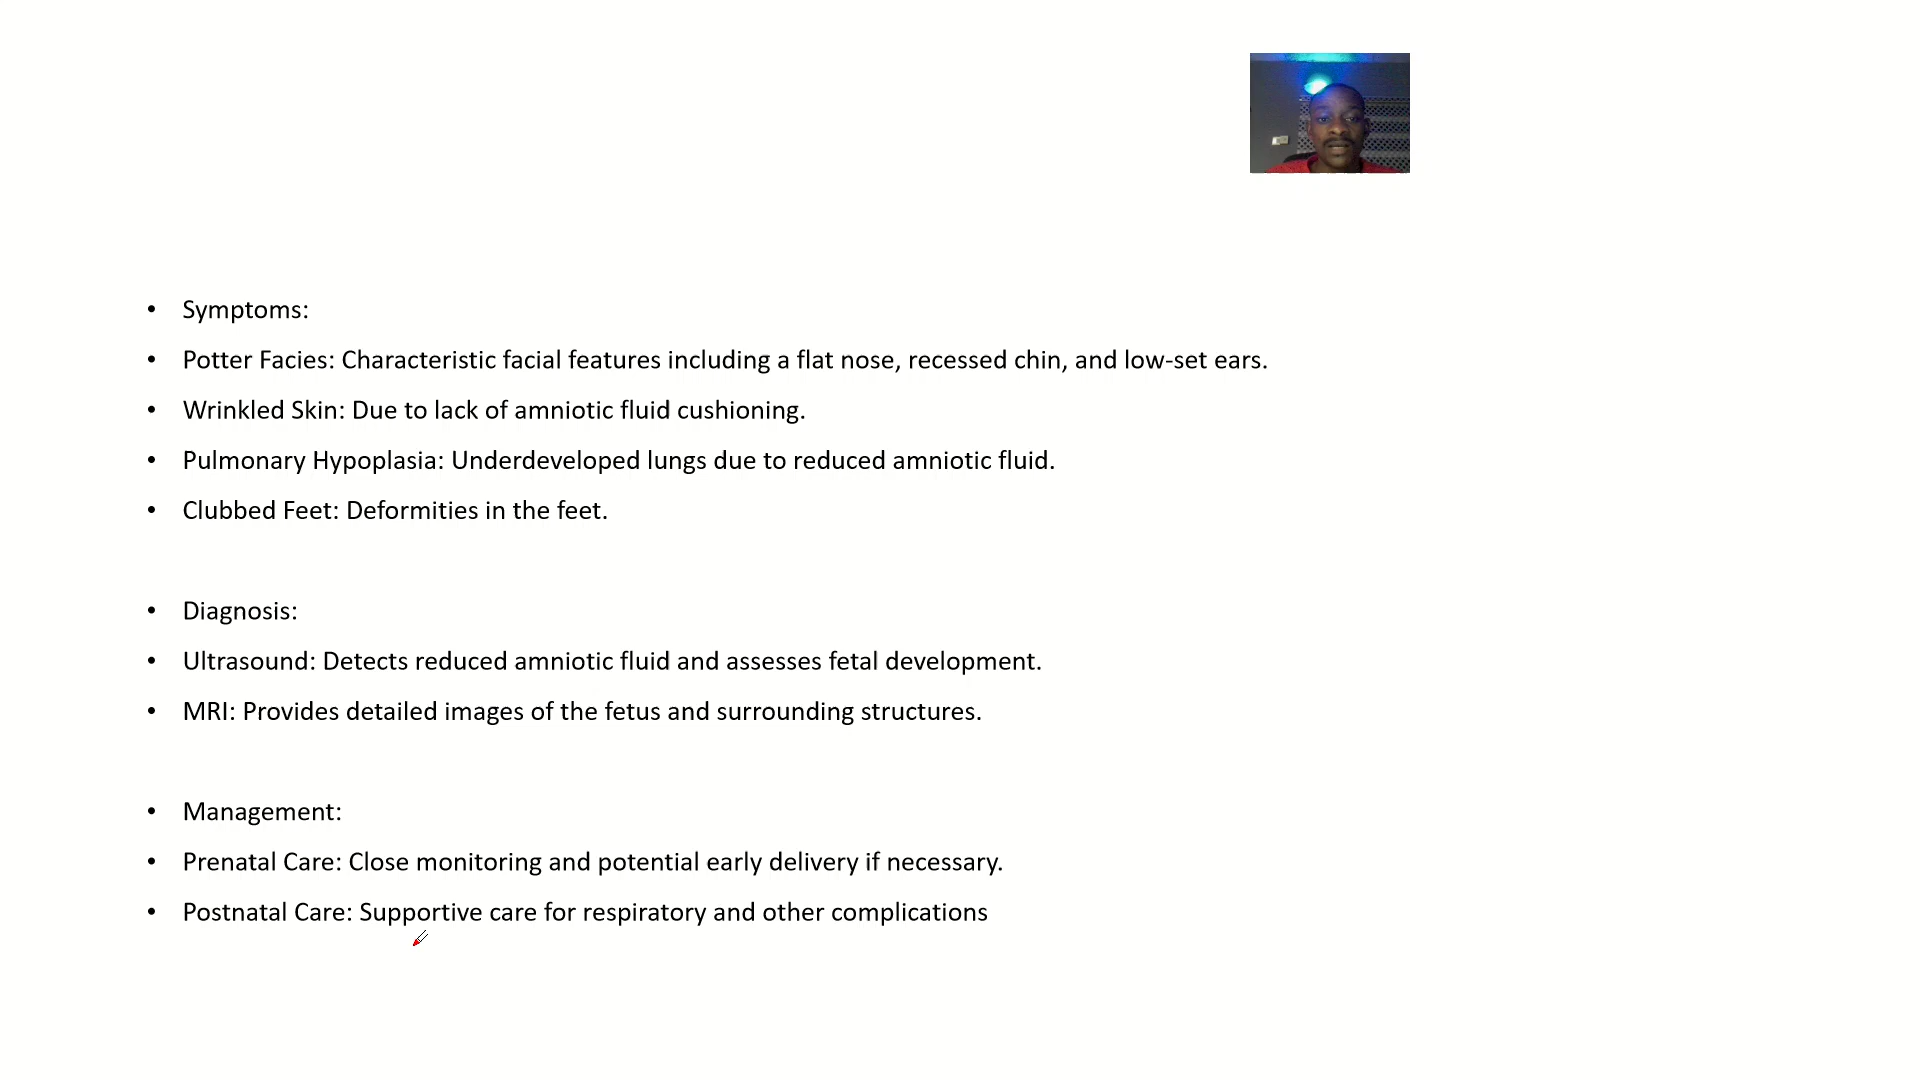 • Symptoms:
• Potter Facies: Characteristic facial features including a flat nose, recessed chin, and low-set ears.
• Wrinkled Skin: Due to lack of amniotic fluid cushioning.
• Pulmonary Hypoplasia: Underdeveloped lungs due to reduced amniotic fluid.
• Clubbed Feet: Deformities in the feet.
• Diagnosis:
• Ultrasound: Detects reduced amniotic fluid and assesses fetal development.
• MRI: Provides detailed images of the fetus and surrounding structures.
• Management:
• Prenatal Care: Close monitoring and potential early delivery if necessary.
• Postnatal Care: Supportive care for respiratory and other complications